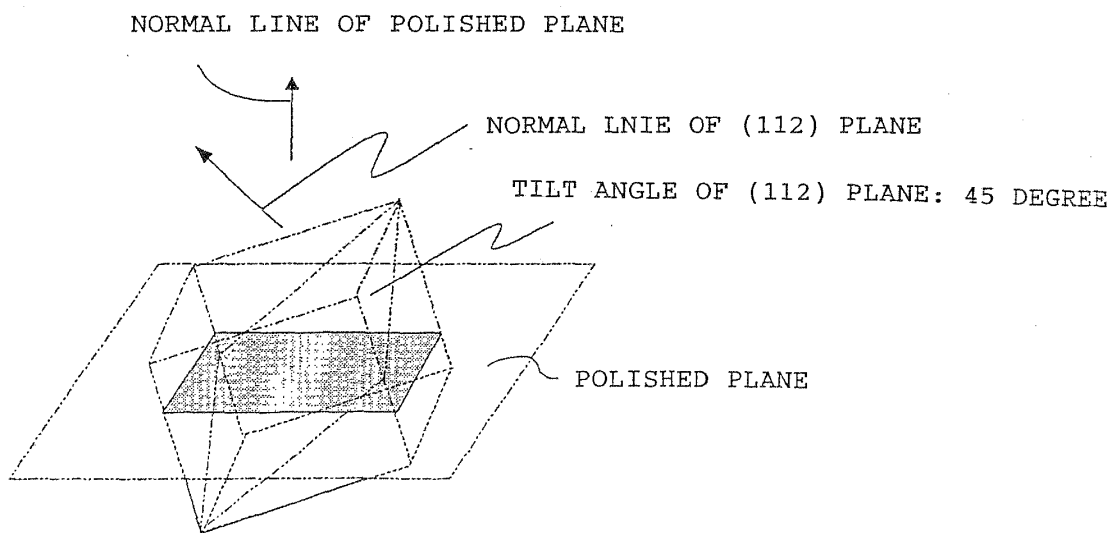 NORMAL LINE OF POLISHED PLANE
NORMAL LNIE OF (112) PLANE
TILT ANGLE OF (112) PLANE: 45 DEGREE
POLISHED PLANE